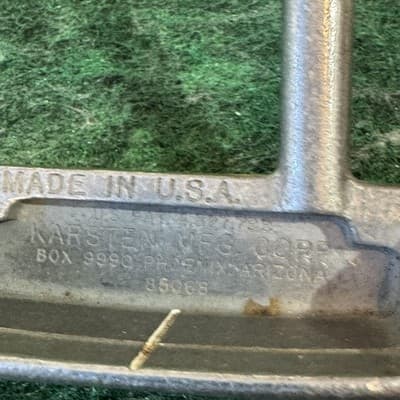 MADE IN U.S.A.
KARSTEN MFG. CORP.
BOX 9990 PHOENIX ARIZONA
85068